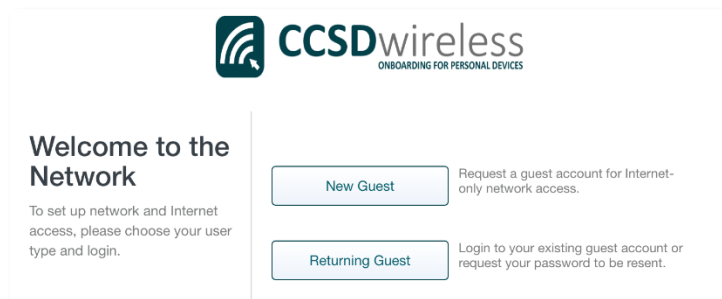 CCSDwireless
ONBOARDING FOR PERSONAL DEVICES
Welcome to the
Network
To set up network and Internet
access, please choose your user
type and login.
New Guest
Request a guest account for Internet-
only network access.
Returning Guest
Login to your existing guest account or
request your password to be resent.